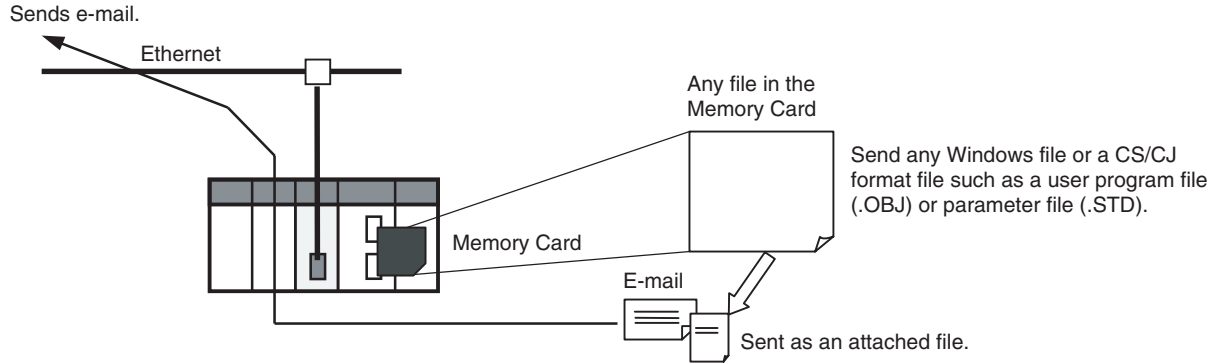 Sends e-mail.
Ethernet
Any file in the
Memory Card
Send any Windows file or a CS/CJ
format file such as a user program file
(.OBJ) or parameter file (.STD).
Memory Card
E-mail
Sent as an attached file.